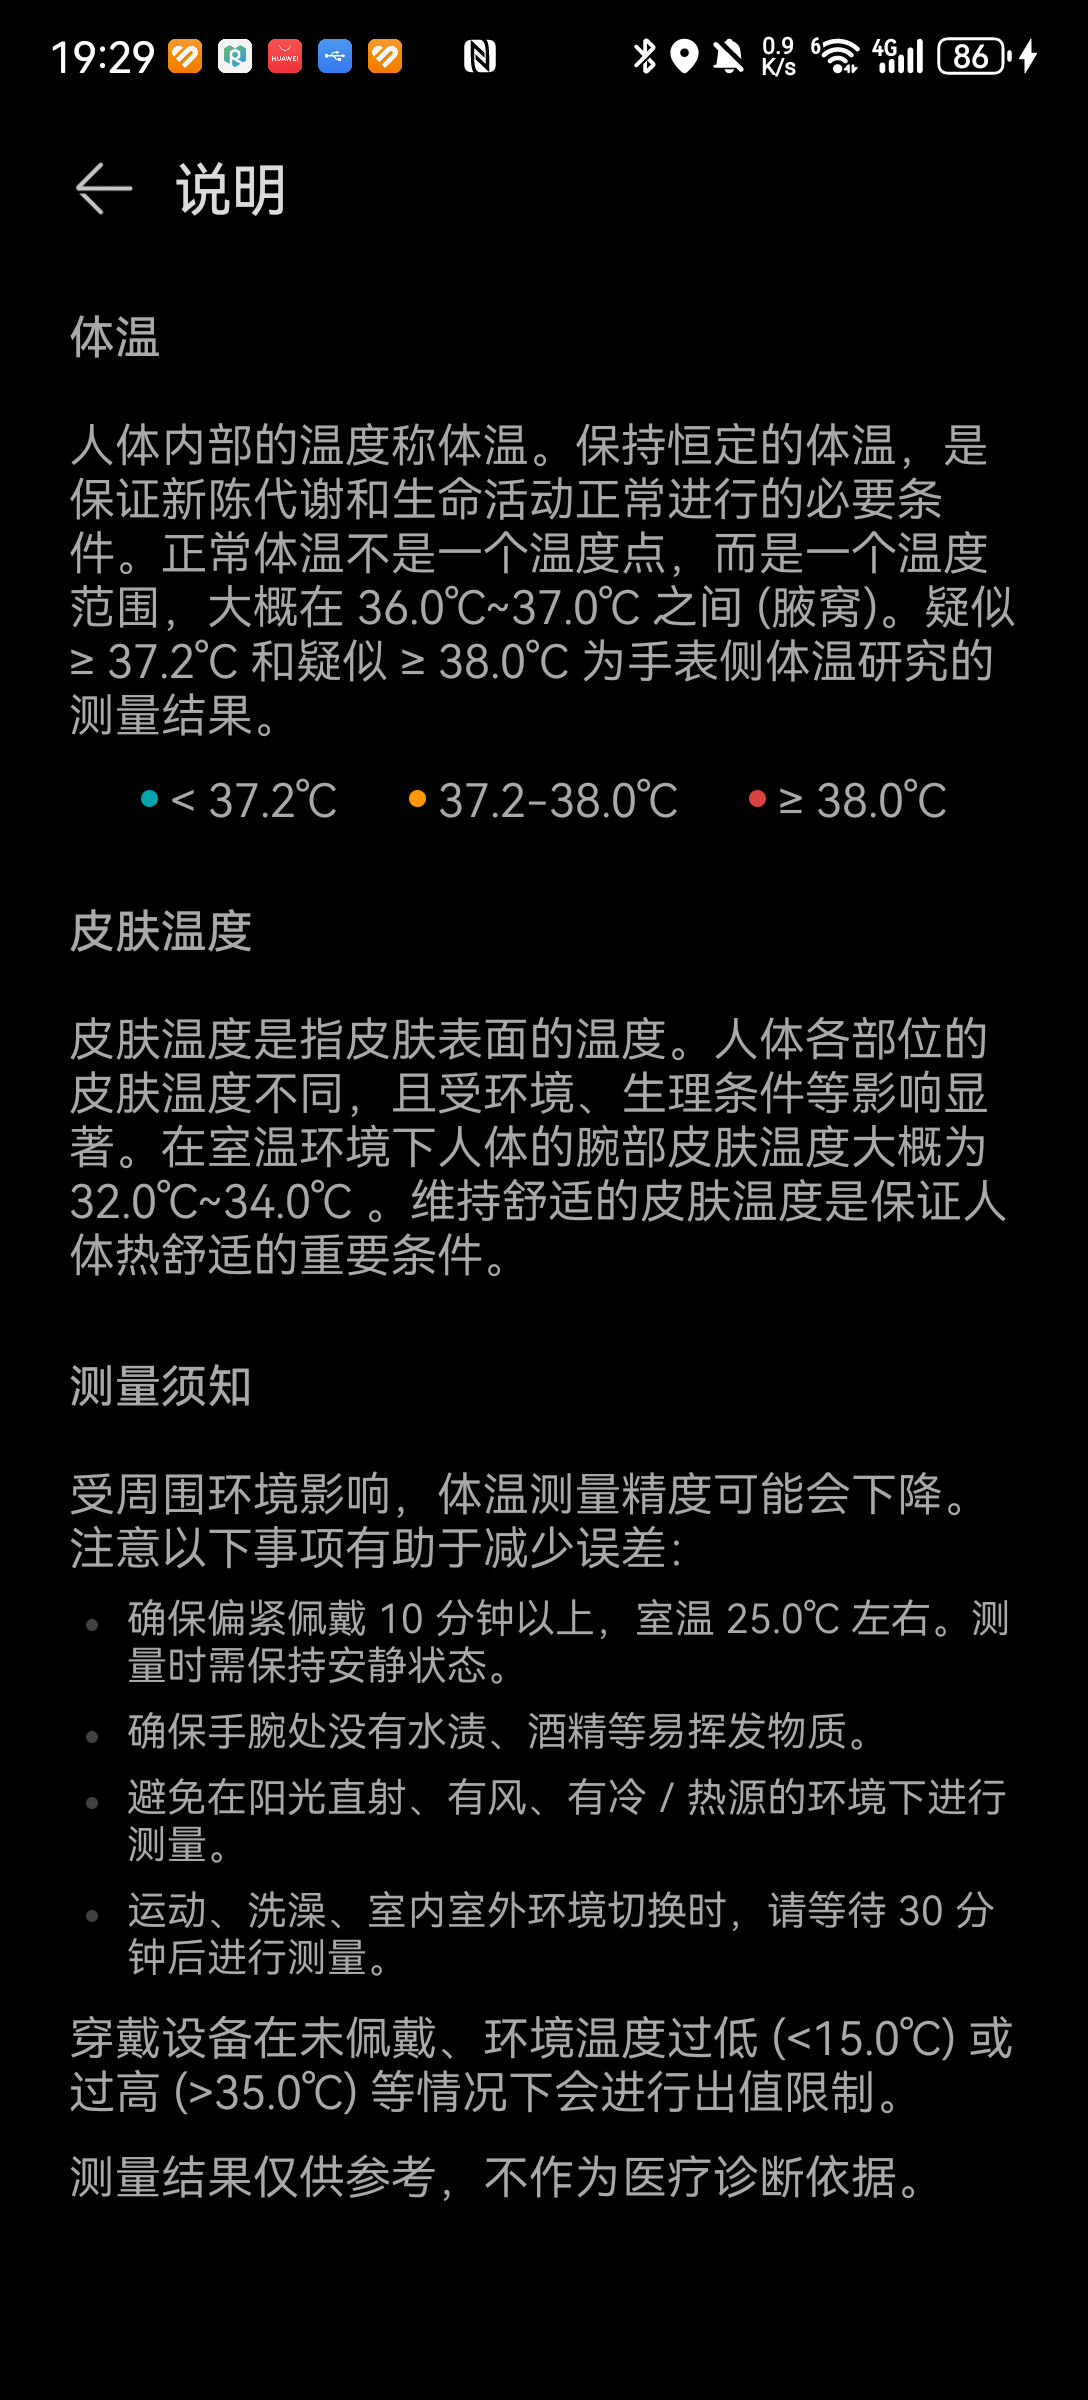 19:29
HUAWEI
0.9
K/s
6
4G
86
说明
体温
人体内部的温度称体温。保持恒定的体温，是
保证新陈代谢和生命活动正常进行的必要条
件。正常体温不是一个温度点，而是一个温度
范围，大概在 36.0℃~37.0℃ 之间 (腋窝)。疑似
≥ 37.2℃ 和疑似 ≥ 38.0℃ 为手表侧体温研究的
测量结果。
< 37.2℃ 37.2-38.0℃ ≥ 38.0℃
皮肤温度
皮肤温度是指皮肤表面的温度。人体各部位的
皮肤温度不同，且受环境、生理条件等影响显
著。在室温环境下人体的腕部皮肤温度大概为
32.0℃~34.0℃ 。维持舒适的皮肤温度是保证人
体热舒适的重要条件。
测量须知
受周围环境影响，体温测量精度可能会下降。
注意以下事项有助于减少误差：
确保偏紧佩戴 10 分钟以上，室温 25.0℃ 左右。测
量时需保持安静状态。
确保手腕处没有水渍、酒精等易挥发物质。
避免在阳光直射、有风、有冷 / 热源的环境下进行
测量。
运动、洗澡、室内室外环境切换时，请等待 30 分
钟后进行测量。
穿戴设备在未佩戴、环境温度过低 (<15.0℃) 或
过高 (>35.0℃) 等情况下会进行出值限制。
测量结果仅供参考，不作为医疗诊断依据。